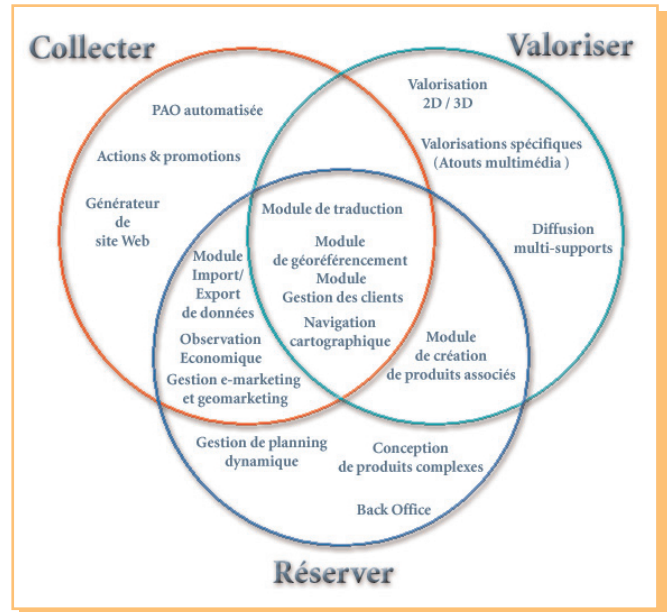 Collecter
Valoriser
PAO automatisée
Actions & promotions
Générateur
de
site Web
Valorisation
2D / 3D
Valorisations spécifiques
(Atouts multimédia )
Diffusion
multi-supports
Module de traduction
Module
de géoréférencement
Module
Gestion des clients
Navigation
cartographique
Module
Import/
Export
de données
Observation
Economique
Gestion e-marketing
et geomarketing
Module
de création
de produits associés
Gestion de planning
dynamique
Conception
de produits complexes
Back Office
Réserver